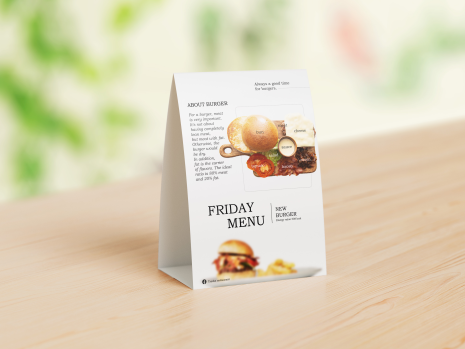 Always a good time
for burgers.
ABOUT BURGER
For a burger, meat
is very important.
It's not about
having completely
lean meat,
but meat with fat.
Otherwise, the
burger would
be dry.
In addition,
fat is the carrier
of flavors. The ideal
ratio is 80% meat
and 20% fat.
FRIDAY
MENU
NEW
BURGER